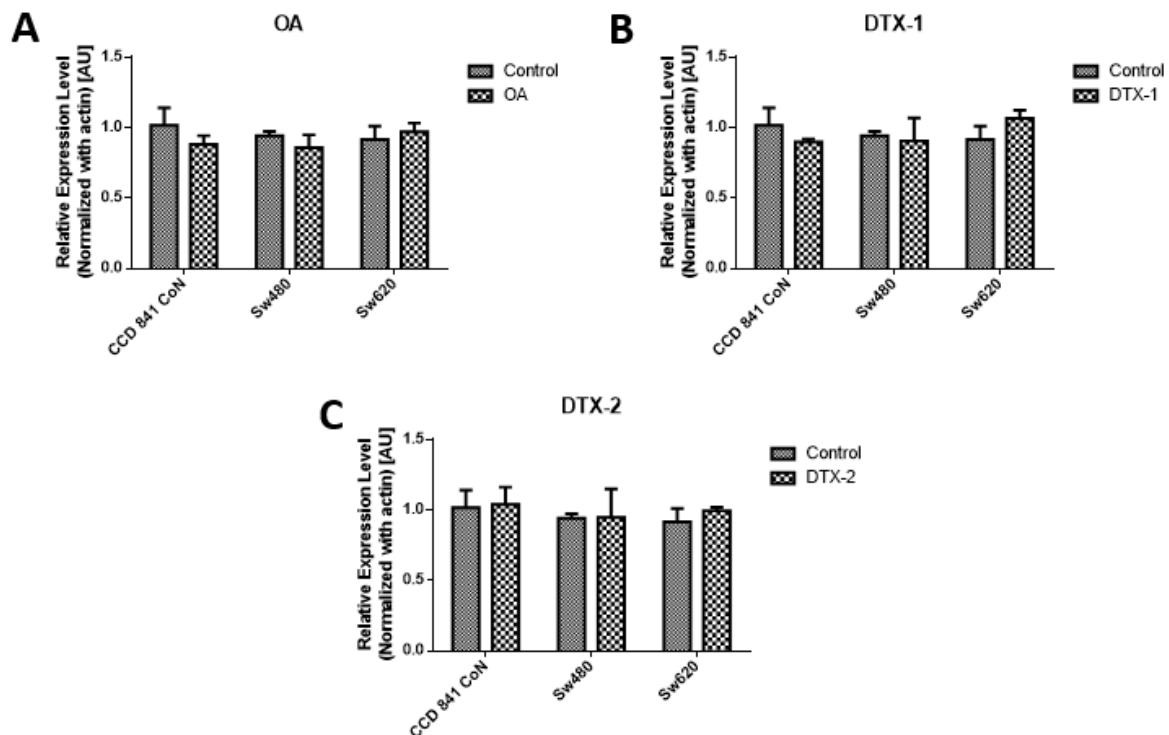 A
OA
Relative Expression Level
(Normalized with actin) [AU]
1.5
1.0
0.5
0.0
CCD 841 CoN
Sw480
Sw620
Control
OA
B
DTX-1
Relative Expression Level
(Normalized with actin) [AU]
1.5
1.0
0.5
0.0
CCD 841 CoN
Sw480
Sw620
Control
DTX-1
C
DTX-2
Relative Expression Level
(Normalized with actin) [AU]
1.5
1.0
0.5
0.0
CCD 841 CoN
Sw480
Sw620
Control
DTX-2